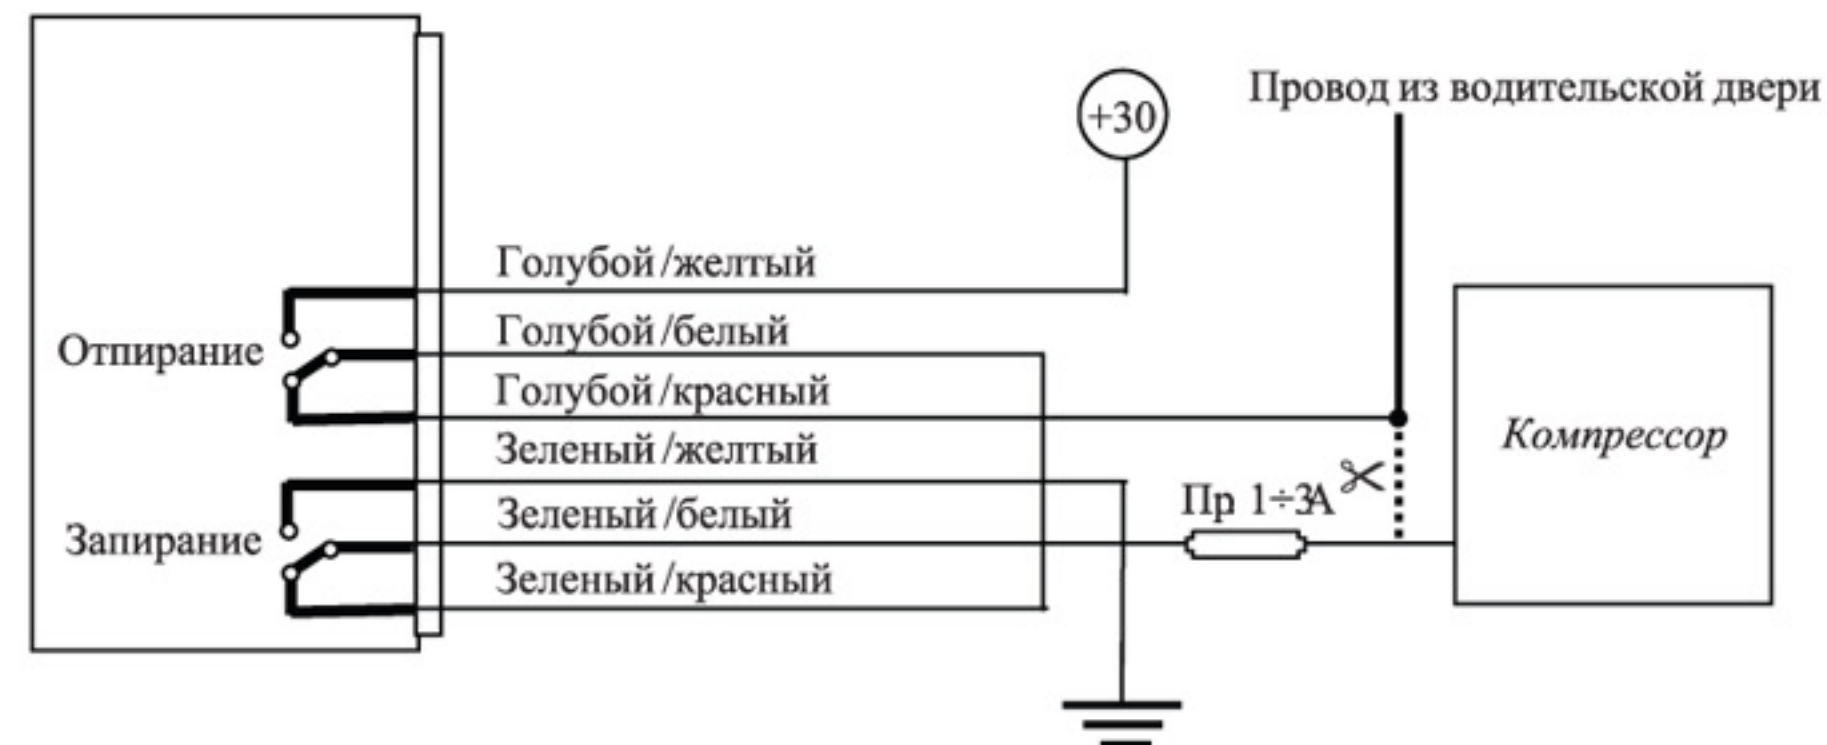 +30
Провод из водительской двери
Голубой/желтый
Голубой/белый
Отпирание
Голубой/красный
Компрессор
Зеленый/желтый
Пр. 1÷3А
Зеленый/белый
Запирание
Зеленый/красный